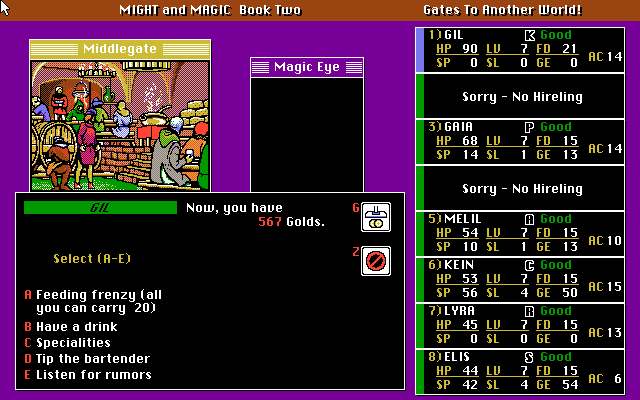 MIGHT and MAGIC Book Two
Gates To Another World!
Middlegate
Magic Eye
GIL
Now, you have
567 Golds.
G
Z
Select (A-E)
A Feeding frenzy (all
you can carry 20)
B Have a drink
C Specialities
D Tip the bartender
E Listen for rumors
1) GIL K Good
HP 90 LV 7 FD 21
SP 0 SL 0 GE 0
AC 14
Sorry - No Hireling
3) GAIA P Good
HP 68 LV 7 FD 15
SP 14 SL 1 GE 13
AC 14
Sorry - No Hireling
5) MELIL Good
HP 54 LV 7 FD 15
SP 10 SL 1 GE 13
AC 10
6) KEIN C Good
HP 53 LV 7 FD 15
SP 56 SL 4 GE 50
AC 15
7) LYRA Good
HP 45 LV 7 FD 15
SP 0 SL 0 GE 0
AC 13
8) ELIS S Good
HP 44 LV 7 FD 15
SP 42 SL 4 GE 54
AC 6